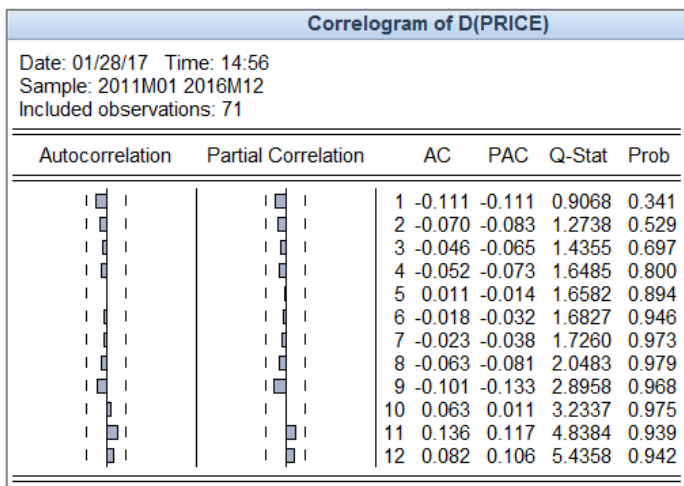 Correlogram of D(PRICE)
Date: 01/28/17 Time: 14:56
Sample: 2011M01 2016M12
Included observations: 71
Autocorrelation Partial Correlation AC PAC Q-Stat Prob
1 -0.111 -0.111 0.9068 0.341
2 -0.070 -0.083 1.2738 0.529
3 -0.046 -0.065 1.4355 0.697
4 -0.052 -0.073 1.6485 0.800
5 0.011 -0.014 1.6582 0.894
6 -0.018 -0.032 1.6827 0.946
7 -0.023 -0.038 1.7260 0.973
8 -0.063 -0.081 2.0483 0.979
9 -0.101 -0.133 2.8958 0.968
10 0.063 0.011 3.2337 0.975
11 0.136 0.117 4.8384 0.939
12 0.082 0.106 5.4358 0.942